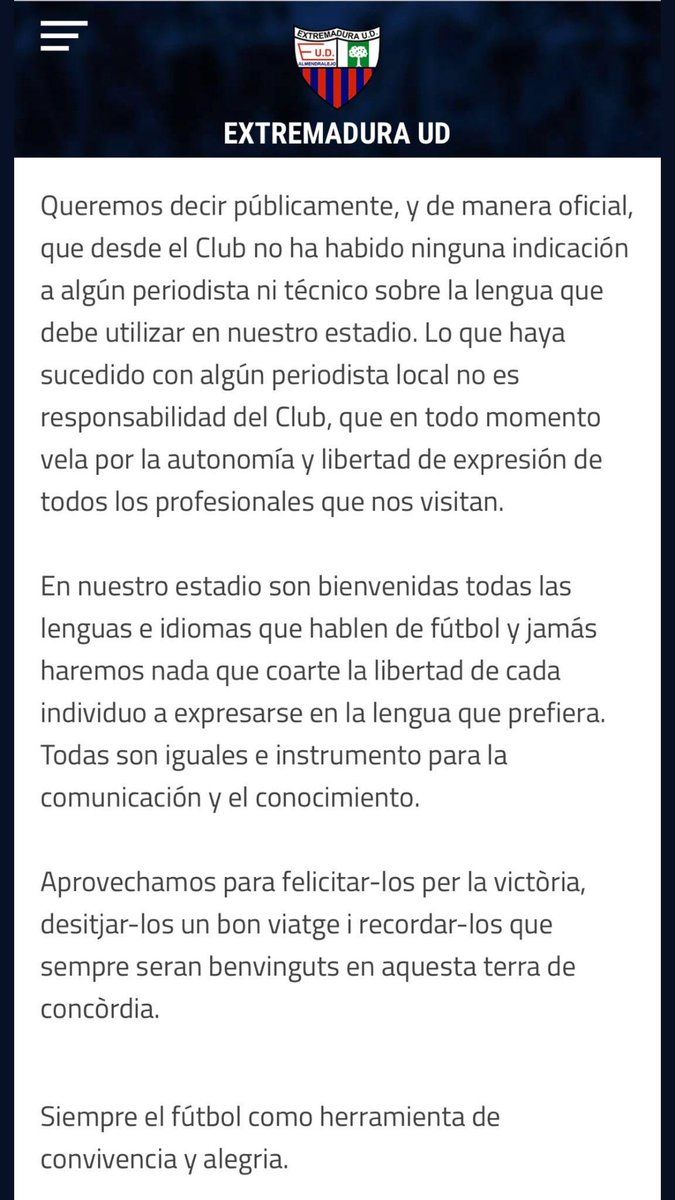 EXTREMADURA U.D.
E U.D.
ALMENDRALEJO
EXTREMADURA UD
Queremos decir públicamente, y de manera oficial,
que desde el Club no ha habido ninguna indicación
a algún periodista ni técnico sobre la lengua que
debe utilizar en nuestro estadio. Lo que haya
sucedido con algún periodista local no es
responsabilidad del Club, que en todo momento
vela por la autonomía y libertad de expresión de
todos los profesionales que nos visitan.
En nuestro estadio son bienvenidas todas las
lenguas e idiomas que hablen de fútbol y jamás
haremos nada que coarte la libertad de cada
individuo a expresarse en la lengua que prefiera.
Todas son iguales e instrumento para la
comunicación y el conocimiento.
Aprovechamos para felicitar-los per la victòria,
desitjar-los un bon viatge i recordar-los que
sempre seran benvinguts en aquesta terra de
concòrdia.
Siempre el fútbol como herramienta de
convivencia y alegria.